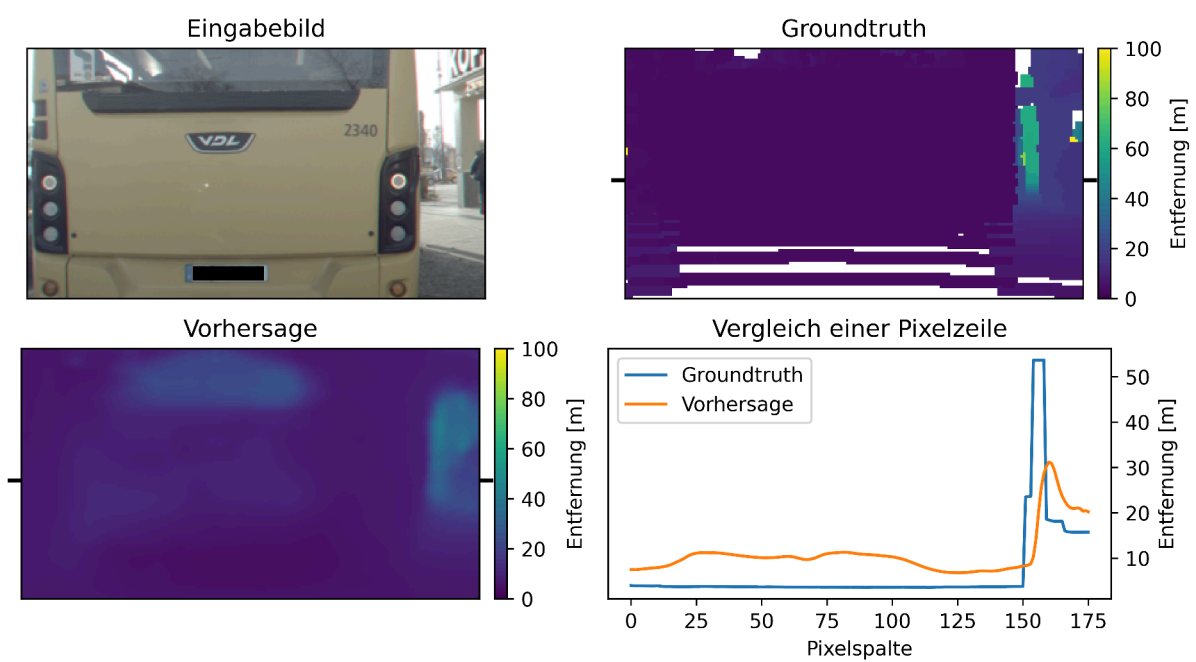 Eingabebild
KOPF
2340
VDL
Groundtruth
100
80
60
40
20
0
Entfernung [m]
Vorhersage
100
80
60
40
20
0
Entfernung [m]
Vergleich einer Pixelzeile
Groundtruth
Vorhersage
50
40
30
20
10
Entfernung [m]
0
25
50
75
100
125
150
175
Pixelspalte